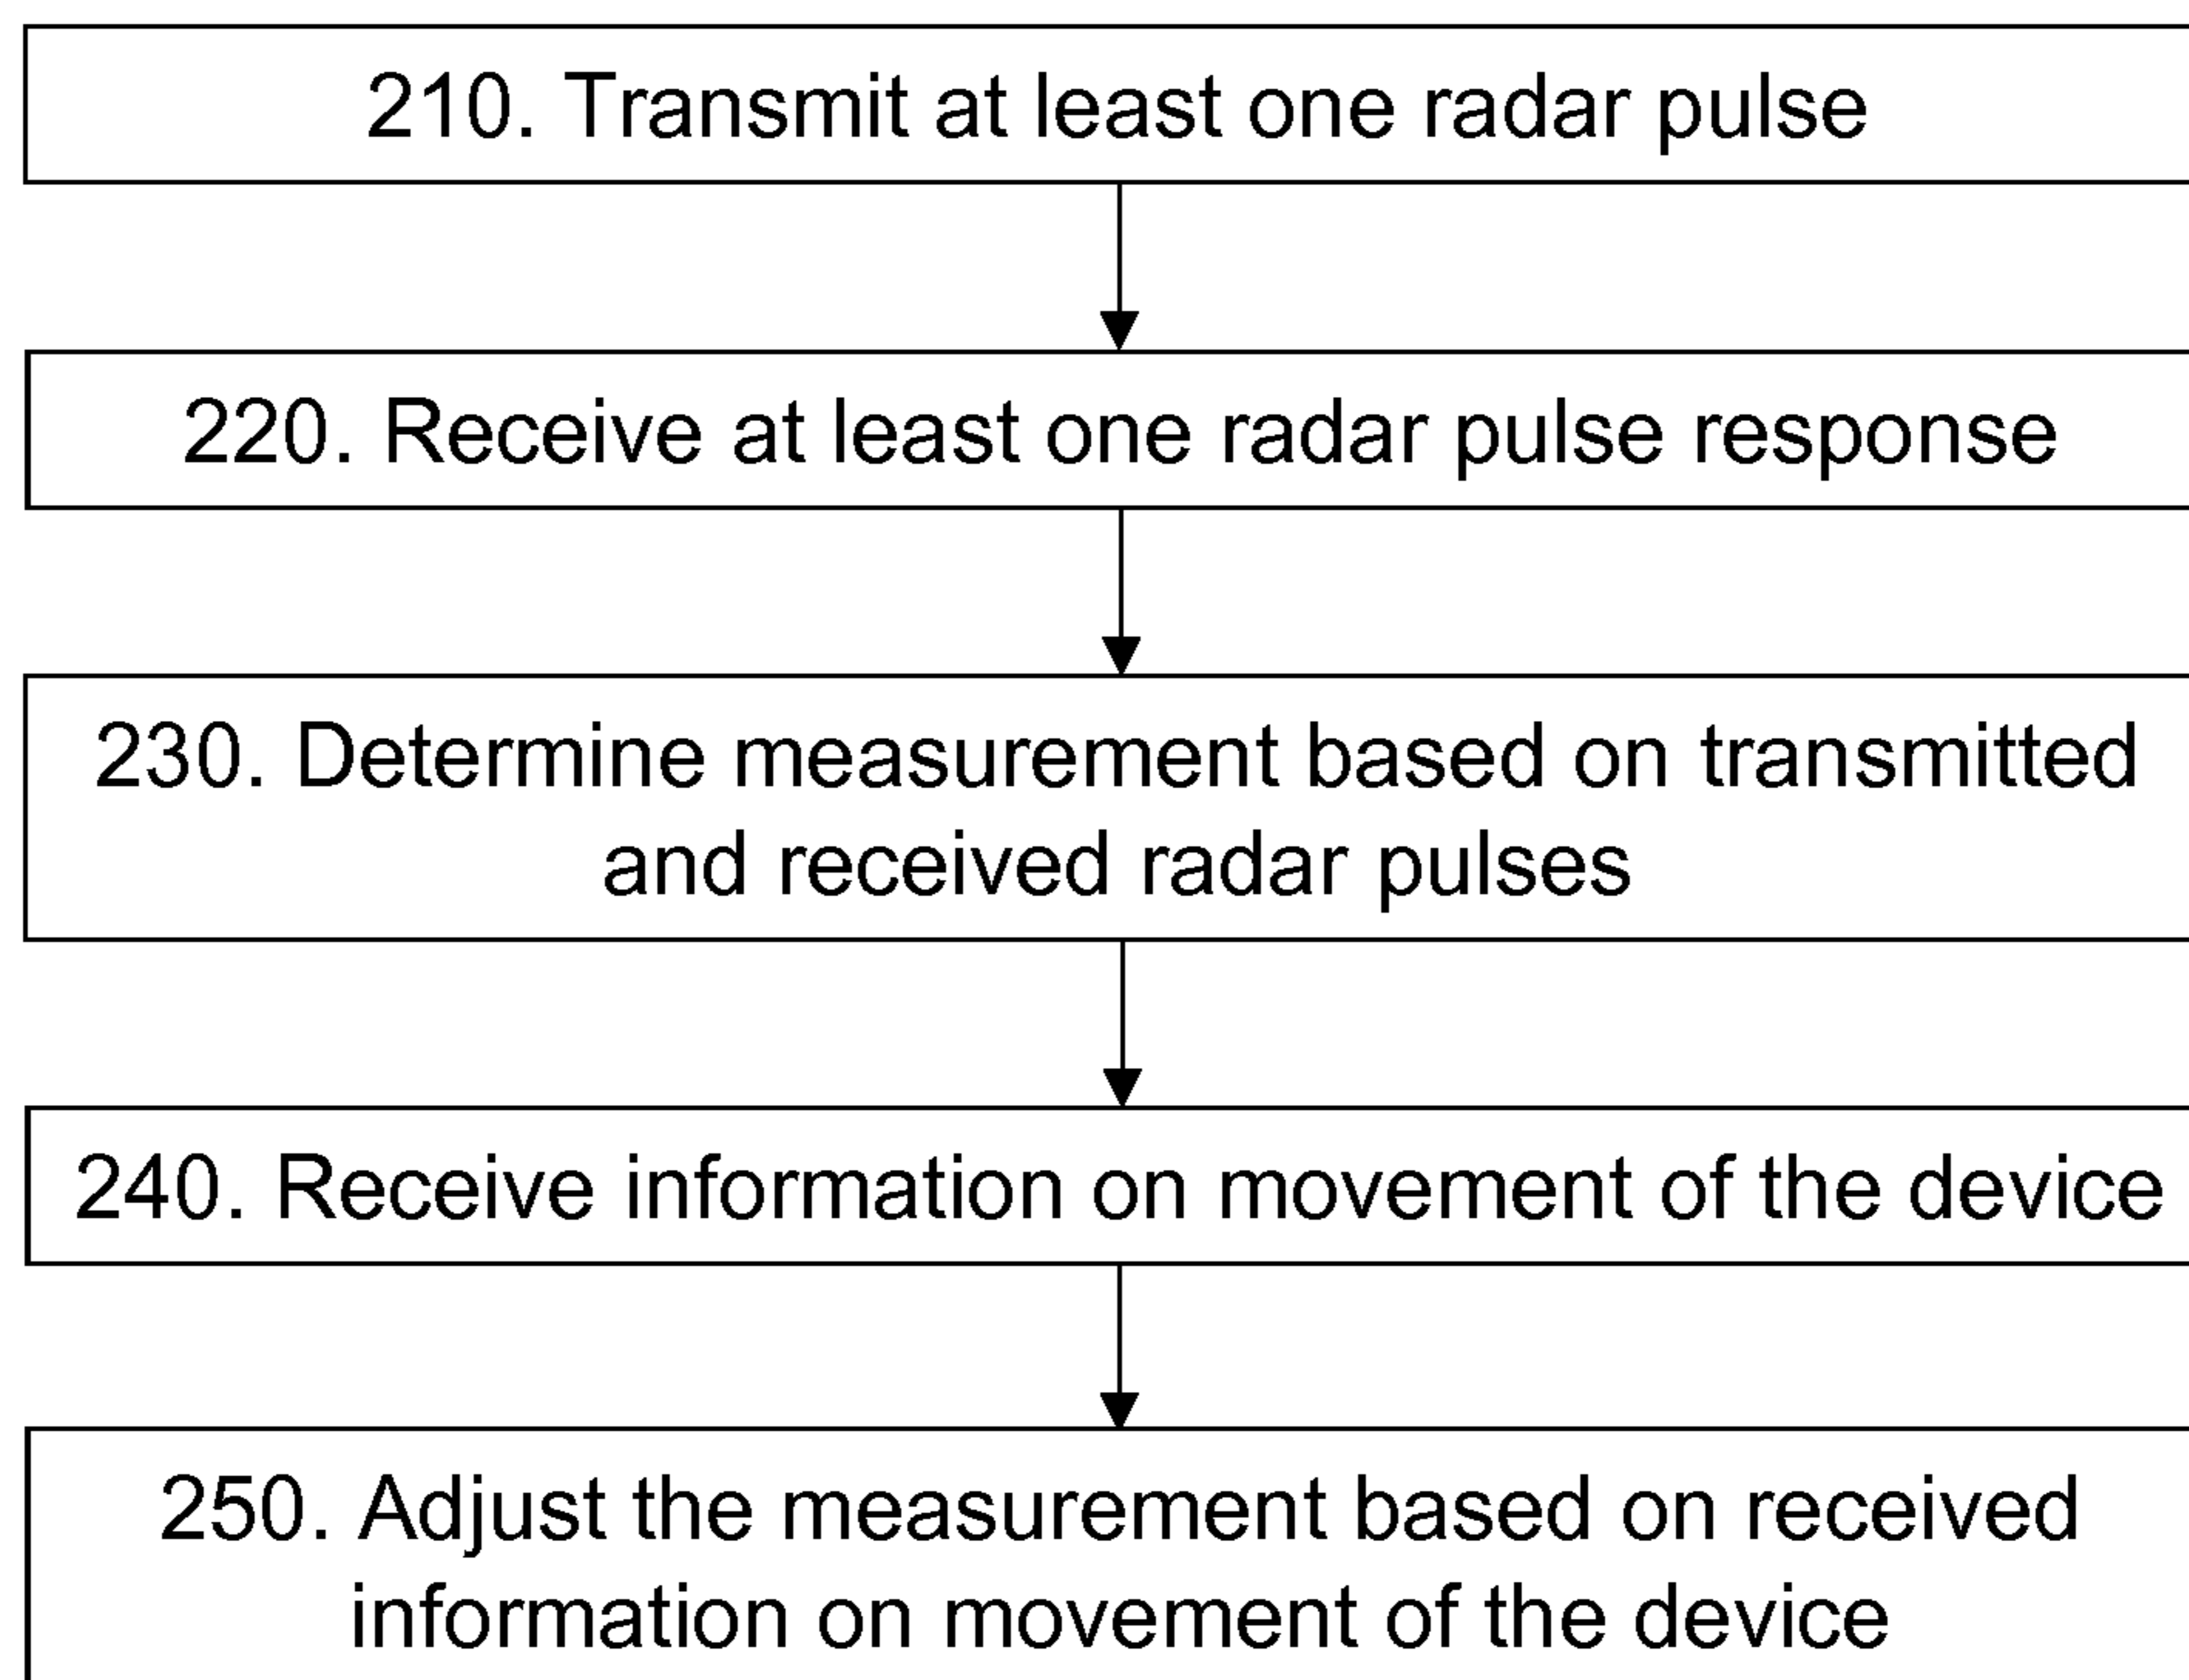 210. Transmit at least one radar pulse
220. Receive at least one radar pulse response
230. Determine measurement based on transmitted
and received radar pulses
240. Receive information on movement of the device
250. Adjust the measurement based on received
information on movement of the device